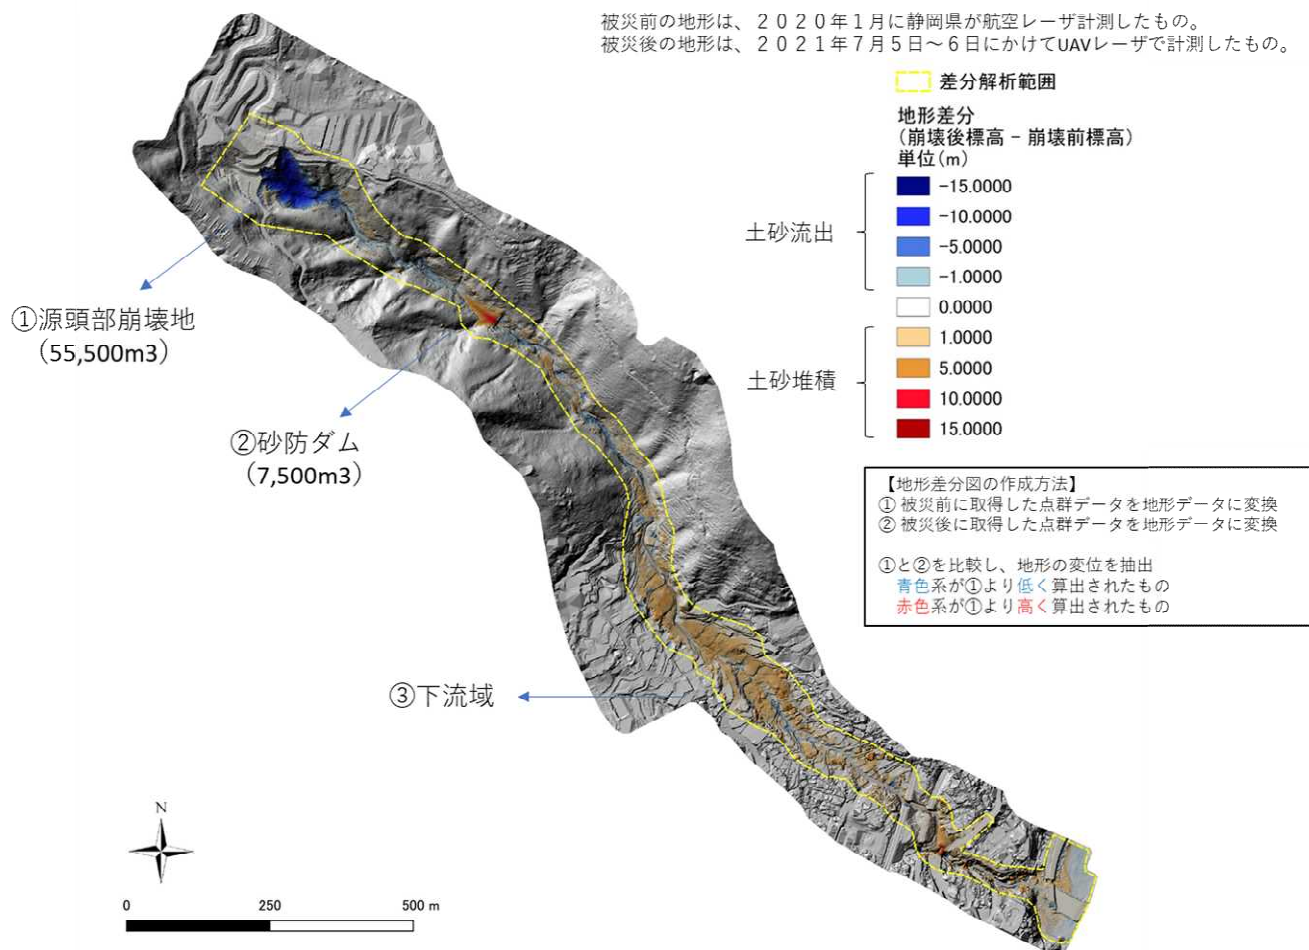 被災前の地形は、２０２０年１月に静岡県が航空レーザ計測したもの。
被災後の地形は、２０２１年７月５日～６日にかけてUAVレーザで計測したもの。
差分解析範囲
地形差分
(崩壊後標高 － 崩壊前標高)
単位(m)
-15.0000
-10.0000
-5.0000
-1.0000
0.0000
1.0000
5.0000
10.0000
15.0000
土砂流出
土砂堆積
①源頭部崩壊地
（55,500m3）
②砂防ダム
（7,500m3）
③下流域
【地形差分図の作成方法】
① 被災前に取得した点群データを地形データに変換
② 被災後に取得した点群データを地形データに変換
①と②を比較し、地形の変位を抽出
青色系が①より低く算出されたもの
赤色系が①より高く算出されたもの
N
0 250 500 m